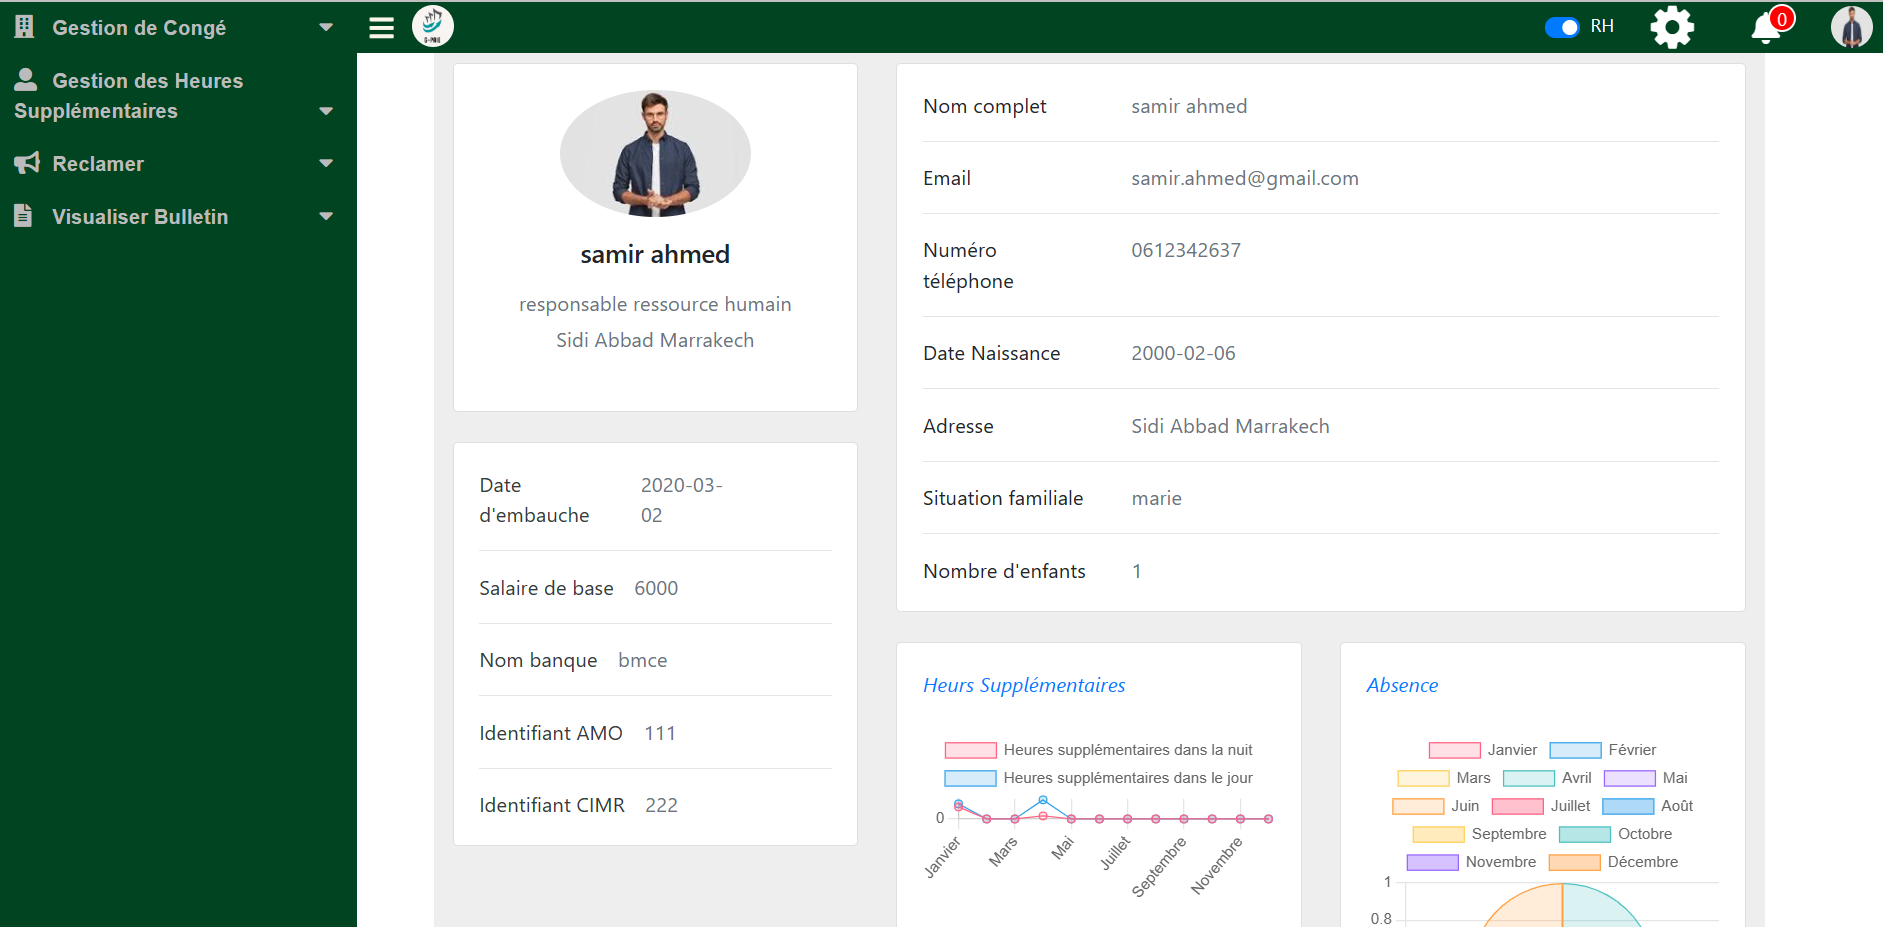 Gestion de Congé
Gestion des Heures
Supplémentaires
Reclamer
Visualiser Bulletin
G-PAIE
RH
0
samir ahmed
responsable ressource humain
Sidi Abbad Marrakech
Date
d'embauche
2020-03-
02
Salaire de base 6000
Nom banque bmce
Identifiant AMO 111
Identifiant CIMR 222
Nom complet samir ahmed
Email samir.ahmed@gmail.com
Numéro
téléphone
0612342637
Date Naissance 2000-02-06
Adresse Sidi Abbad Marrakech
Situation familiale marie
Nombre d'enfants 1
Heurs Supplémentaires
Heures supplémentaires dans la nuit
Heures supplémentaires dans le jour
0
Janvier Mars Mai Juillet Septembre Novembre
Absence
Janvier Février
Mars Avril Mai
Juin Juillet Août
Septembre Octobre
Novembre Décembre
1
0.8